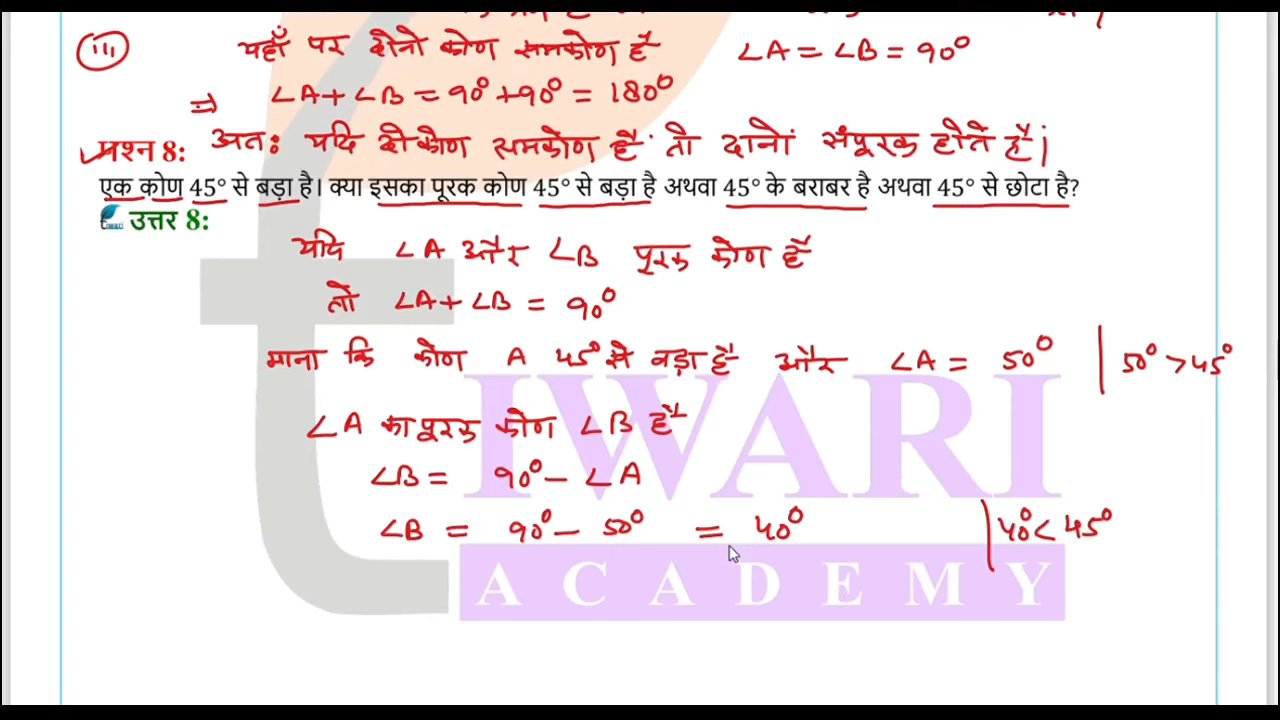 iii यहाँ पर दोनो कोण समकोण है ∠A = ∠B = 90°
⇒ ∠A + ∠B = 90° + 90° = 180°
अतः यदि दो कोण समकोण है तो दोनों संपूरक होते है।
प्रश्न 8:
एक कोण 45° से बड़ा है। क्या इसका पूरक कोण 45° से बड़ा है अथवा 45° के बराबर है अथवा 45° से छोटा है?
उत्तर 8:
यदि ∠A और ∠B पूरक कोण है
तो ∠A + ∠B = 90°
माना कि कोण A 45° से बड़ा है और ∠A = 50° | 50° > 45°
∠A का पूरक कोण ∠B है
∠B = 90° - ∠A
∠B = 90° - 50° = 40° | 40° < 45°
TIWARI
ACADEMY